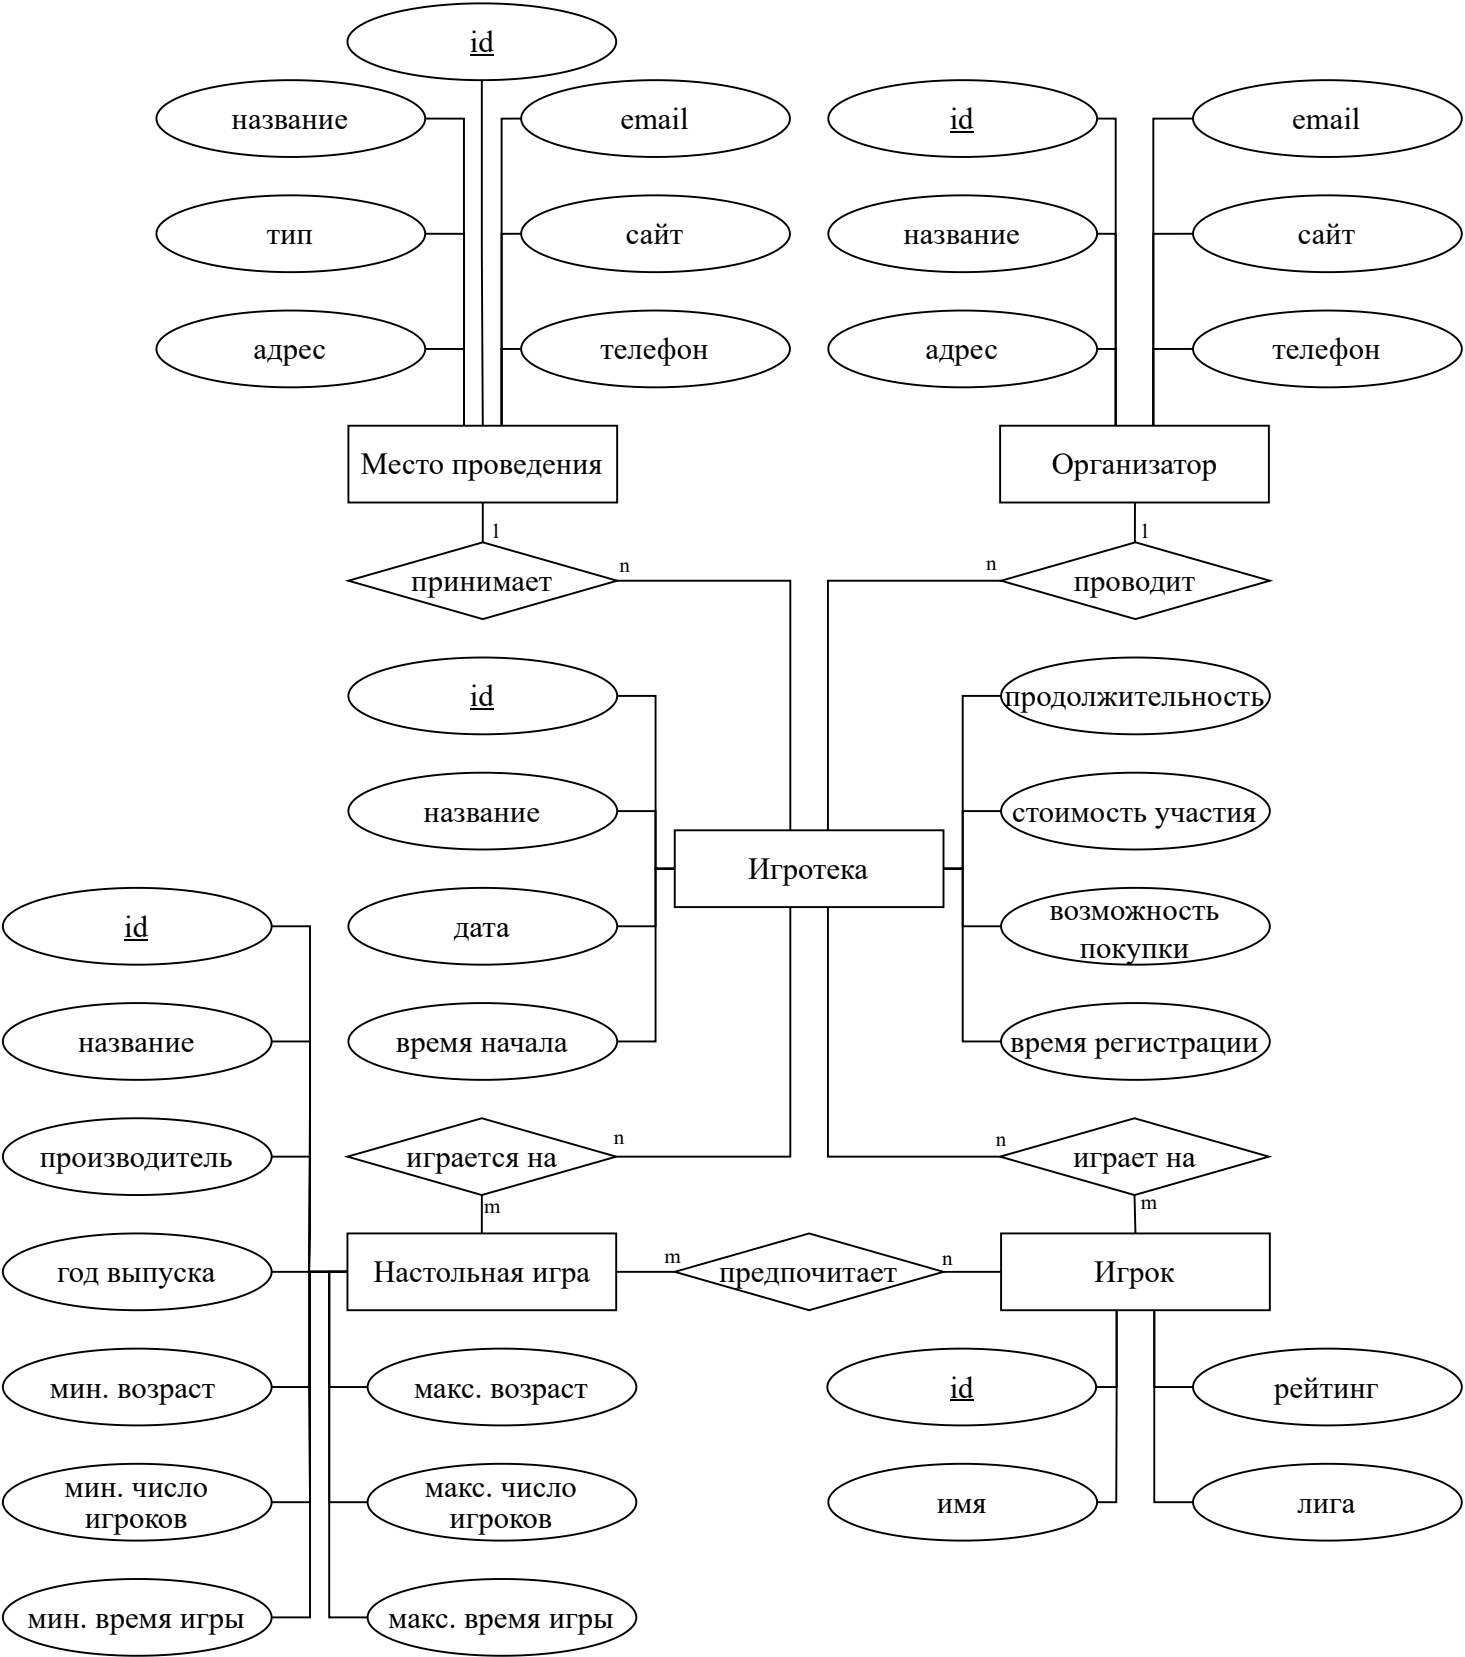 id
название
email
id
email
тип
сайт
название
сайт
адрес
телефон
адрес
телефон
Место проведения
Организатор
1
1
принимает
n
n
проводит
id
продолжительность
название
стоимость участия
Игротека
id
дата
возможность
покупки
название
время начала
время регистрации
производитель
играется на
n
n
играет на
m
m
год выпуска
Настольная игра
m
предпочитает
n
Игрок
мин. возраст
макс. возраст
id
рейтинг
мин. число
игроков
макс. число
игроков
имя
лига
мин. время игры
макс. время игры